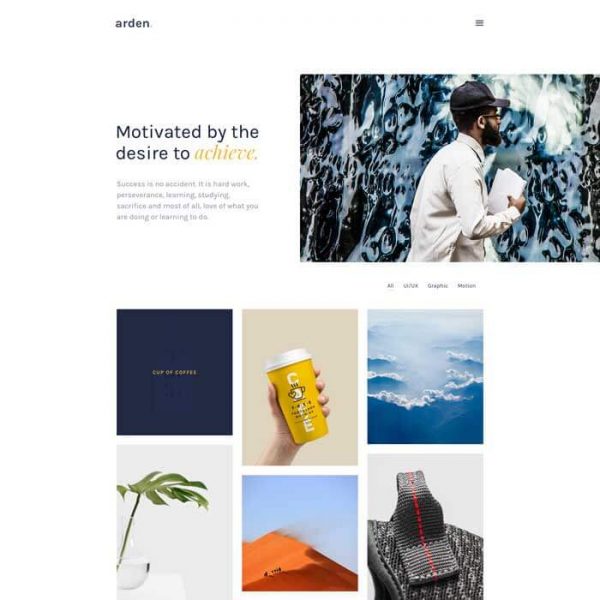 arden.
Motivated by the
desire to achieve.
Success is no accident. It is hard work,
perseverance, learning, studying,
sacrifice and most of all, love of what you
are doing or learning to do.
All UI/UX Graphic Motion
CUP OF COFFEE